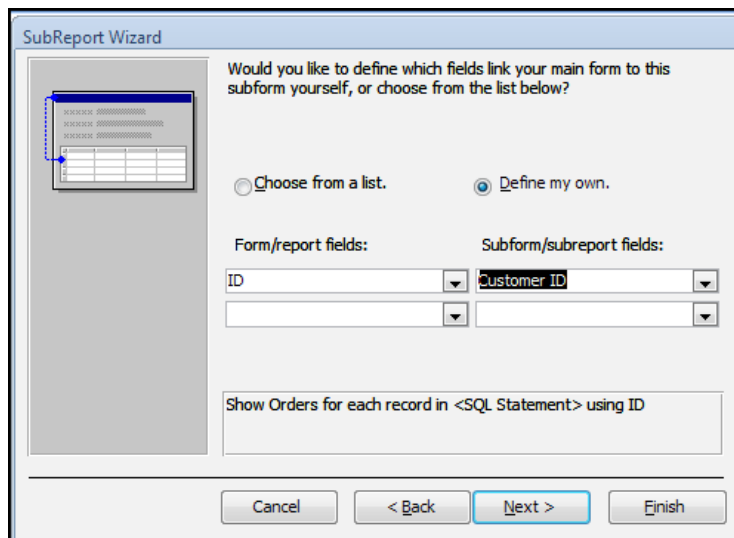 SubReport Wizard
Would you like to define which fields link your main form to this
subform yourself, or choose from the list below?
Choose from a list.
Define my own.
Form/report fields:
Subform/subreport fields:
ID
Customer ID
Show Orders for each record in <SQL Statement> using ID
Cancel
< Back
Next >
Finish